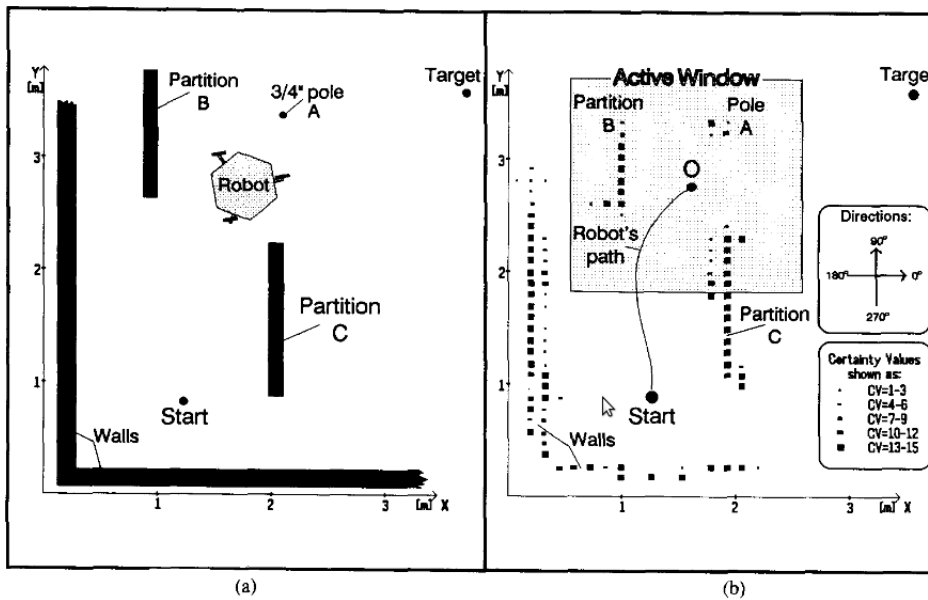 Y
[m]
Partition
B
3/4" pole
A
Target
3
Robot
2
Partition
C
1
Start
Walls
1
2
3
[m] X
(a)
Y
[m]
Active Window
Targe
Partition
B
Pole
A
3
O
Robot's
path
2
Directions:
90°
180°
0°
270°
Partition
C
Certainty Values
shown as:
CV=1-3
CV=4-6
CV=7-9
CV=10-12
CV=13-15
1
Start
Walls
1
2
3
[m] X
(b)